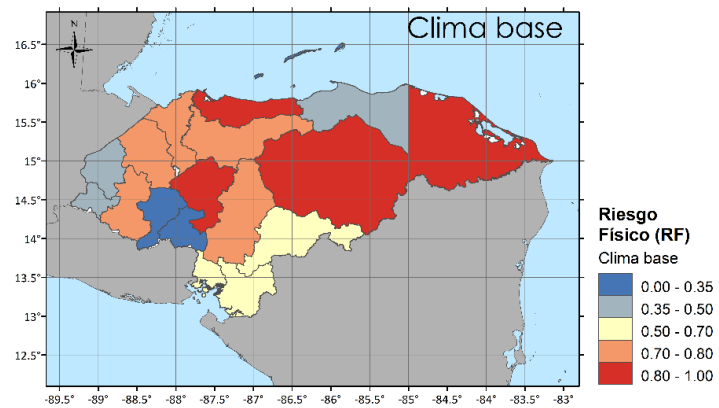 Clima base
N
16.5°
16°
15.5°
15°
14.5°
14°
13.5°
13°
12.5°
-89.5° -89° -88.5° -88° -87.5° -87° -86.5° -86° -85.5° -85° -84.5° -84° -83.5° -83°
Riesgo
Físico (RF)
Clima base
0.00 - 0.35
0.35 - 0.50
0.50 - 0.70
0.70 - 0.80
0.80 - 1.00